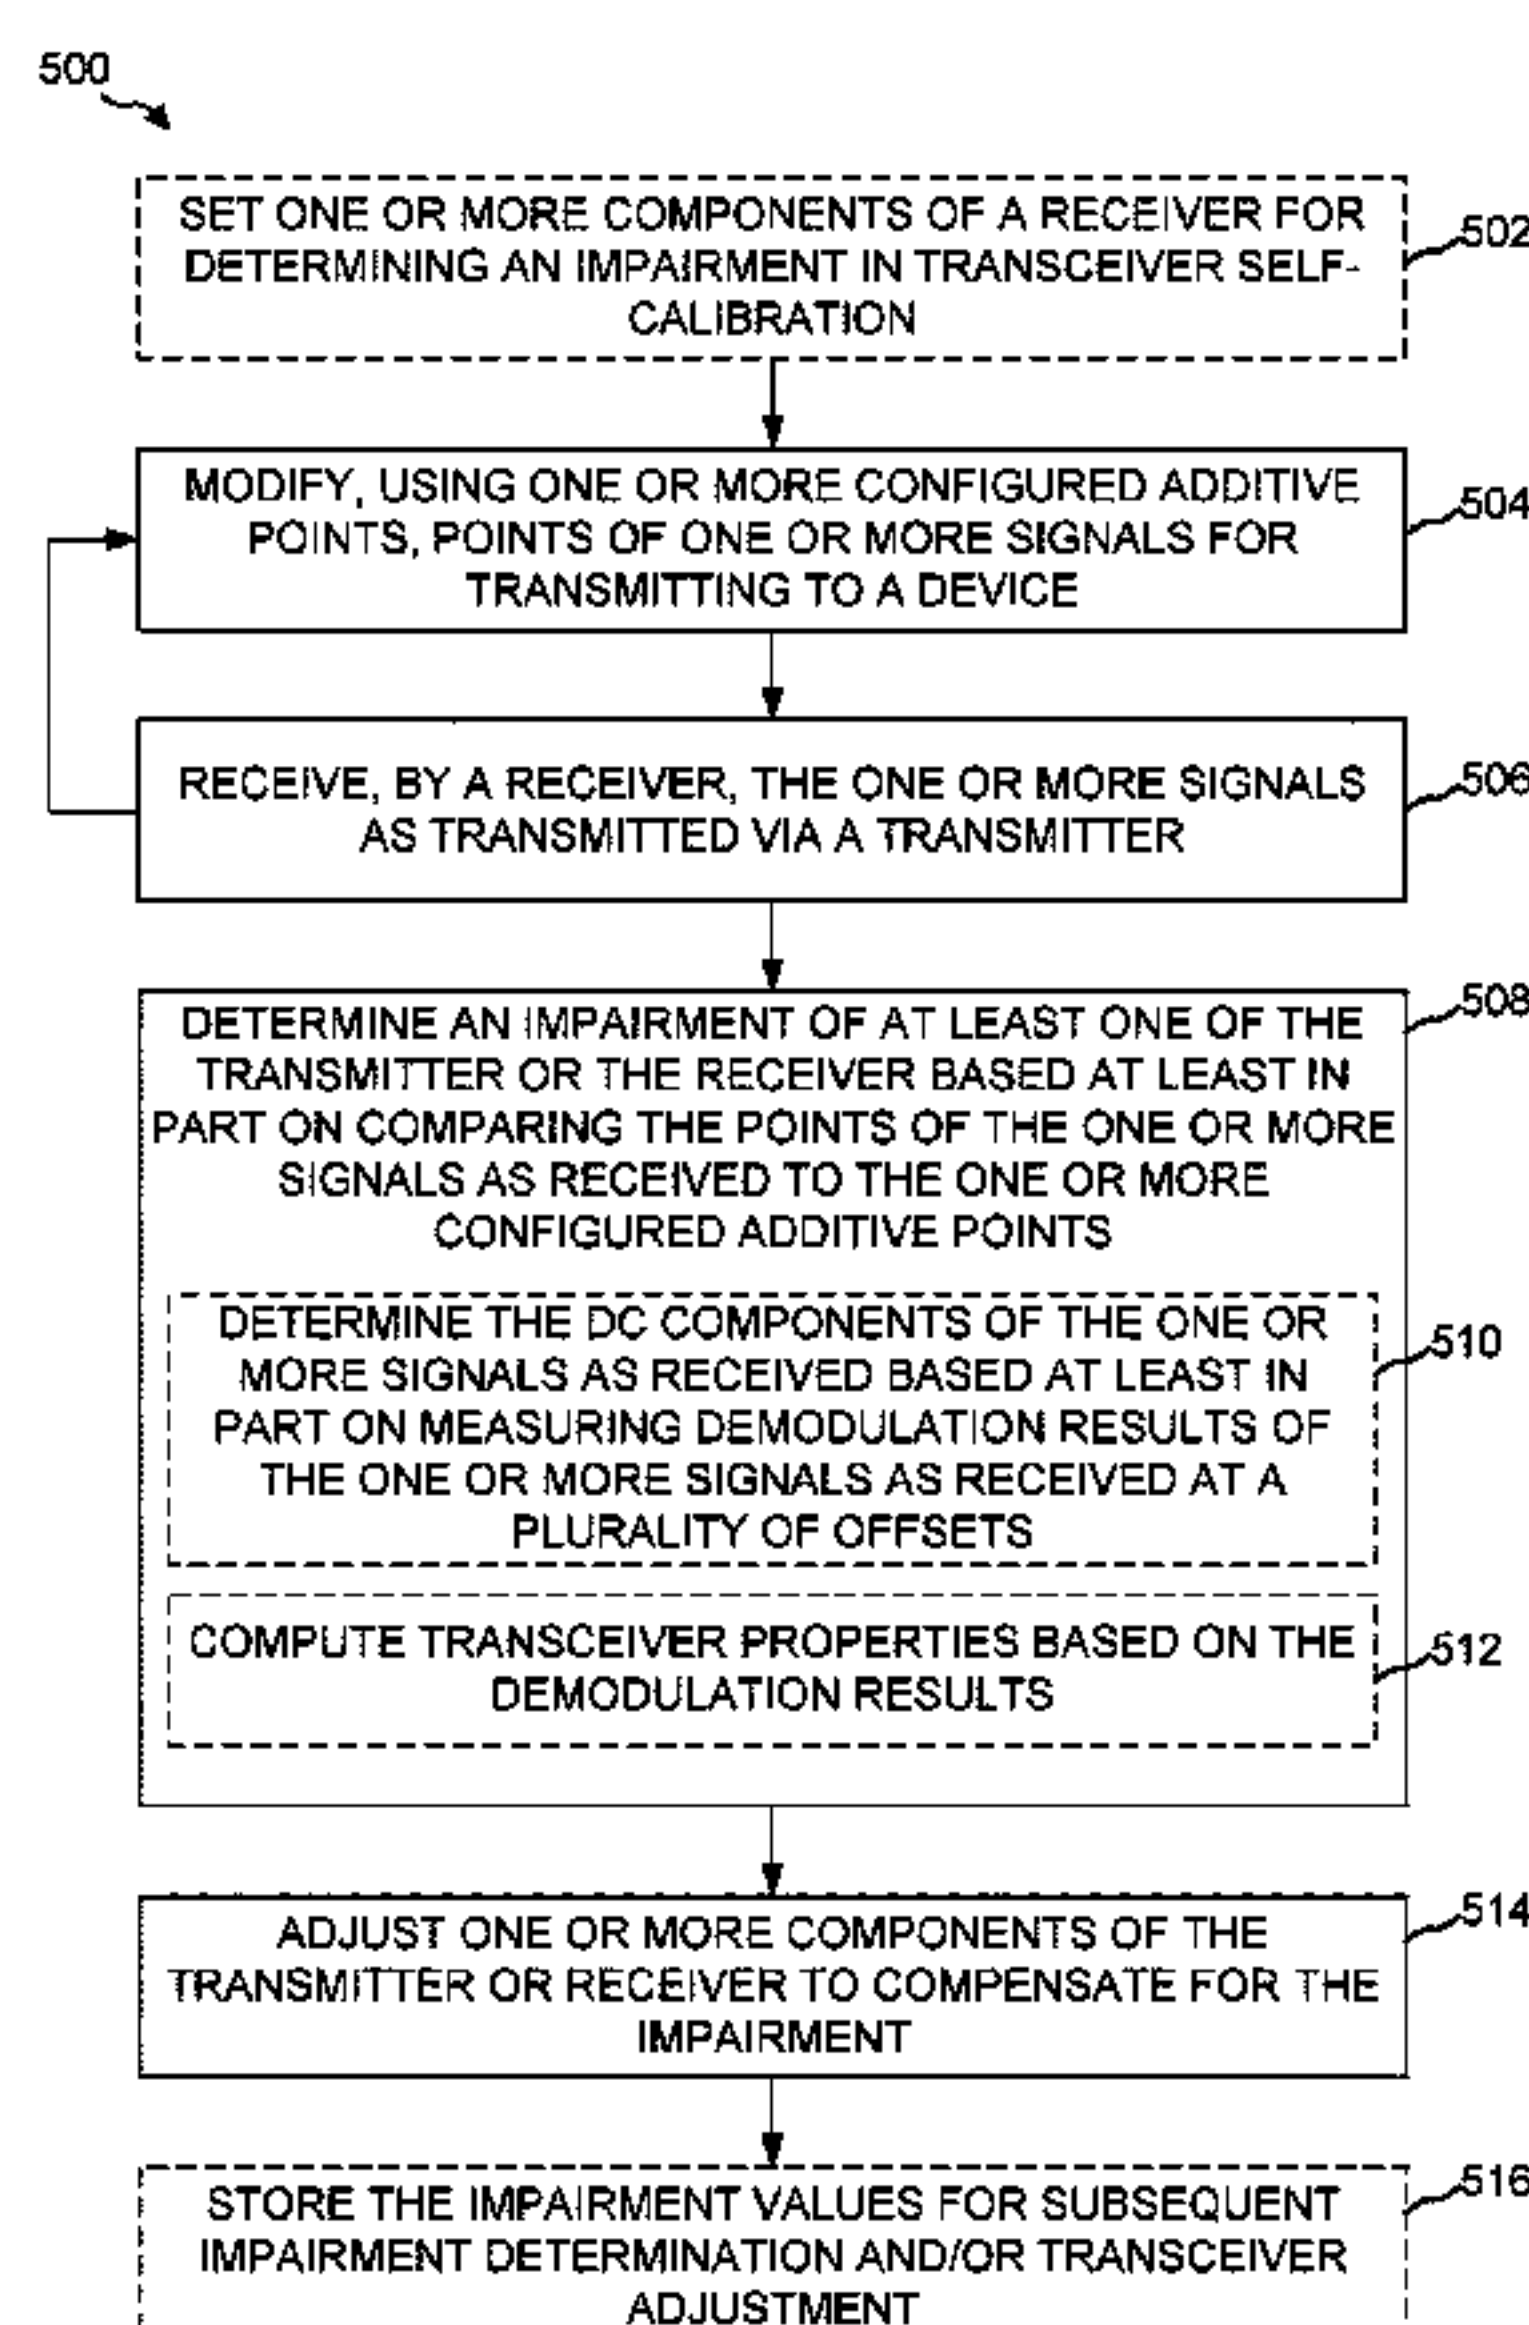 500
SET ONE OR MORE COMPONENTS OF A RECEIVER FOR
DETERMINING AN IMPAIRMENT IN TRANSCEIVER SELF-
CALIBRATION
502
MODIFY, USING ONE OR MORE CONFIGURED ADDITIVE
POINTS, POINTS OF ONE OR MORE SIGNALS FOR
TRANSMITTING TO A DEVICE
504
RECEIVE, BY A RECEIVER, THE ONE OR MORE SIGNALS
AS TRANSMITTED VIA A TRANSMITTER
506
DETERMINE AN IMPAIRMENT OF AT LEAST ONE OF THE
TRANSMITTER OR THE RECEIVER BASED AT LEAST IN
PART ON COMPARING THE POINTS OF THE ONE OR MORE
SIGNALS AS RECEIVED TO THE ONE OR MORE
CONFIGURED ADDITIVE POINTS
508
DETERMINE THE DC COMPONENTS OF THE ONE OR
MORE SIGNALS AS RECEIVED BASED AT LEAST IN
PART ON MEASURING DEMODULATION RESULTS OF
THE ONE OR MORE SIGNALS AS RECEIVED AT A
PLURALITY OF OFFSETS
510
COMPUTE TRANSCEIVER PROPERTIES BASED ON THE
DEMODULATION RESULTS
512
ADJUST ONE OR MORE COMPONENTS OF THE
TRANSMITTER OR RECEIVER TO COMPENSATE FOR THE
IMPAIRMENT
514
STORE THE IMPAIRMENT VALUES FOR SUBSEQUENT
IMPAIRMENT DETERMINATION AND/OR TRANSCEIVER
ADJUSTMENT
516